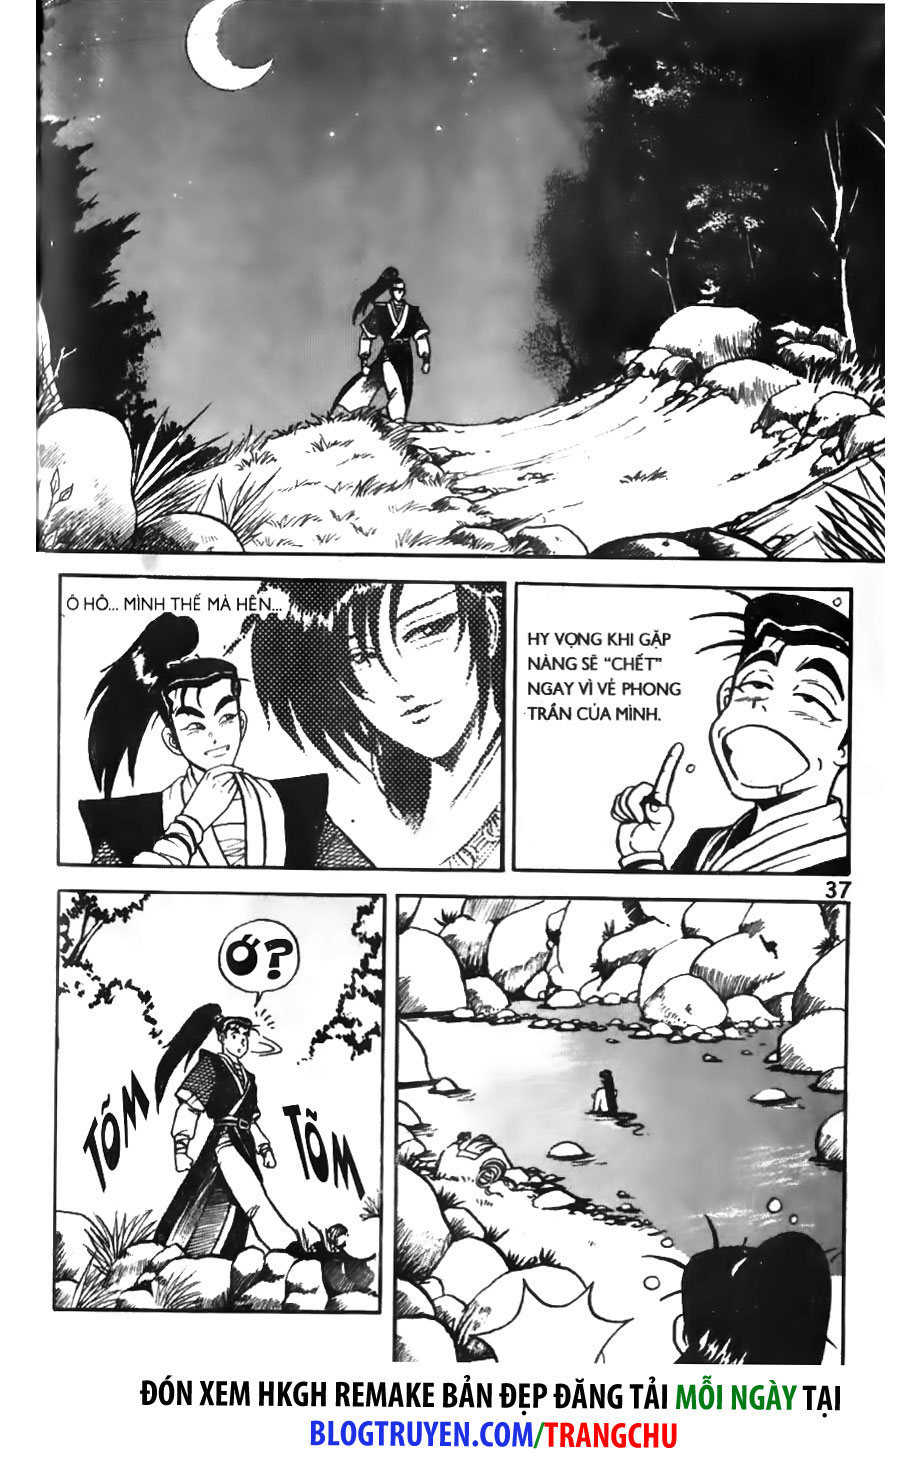 Ô HÔ... MÌNH THẾ MÀ HÊN...
HY VỌNG KHI GẶP
NÀNG SẼ “CHẾT”
NGAY VÌ VẺ PHONG
TRẦN CỦA MÌNH.
37
Ơ?
TÕM
TÕM
ĐÓN XEM HKGH REMAKE BẢN ĐẸP ĐĂNG TẢI MỖI NGÀY TẠI
BLOGTRUYEN.COM/TRANGCHU